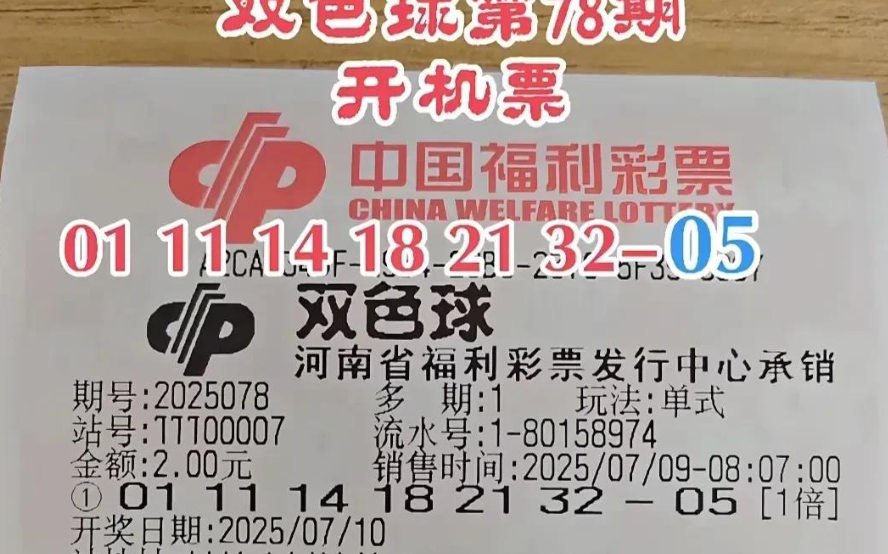 双色球第78期
开机票
中国福利彩票
CHINA WELFARE LOTTERY
01 11 14 18 21 32-05
双色球
河南省福利彩票发行中心承销
期号:2025078 多 期:1 玩法:单式
站号:TTT00007 流水号:1-80158974
金额:2.00元 销售时间:2025/07/09-08:07:00
① 01 11 14 18 21 32 - 05 [1倍]
开奖日期:2025/07/10